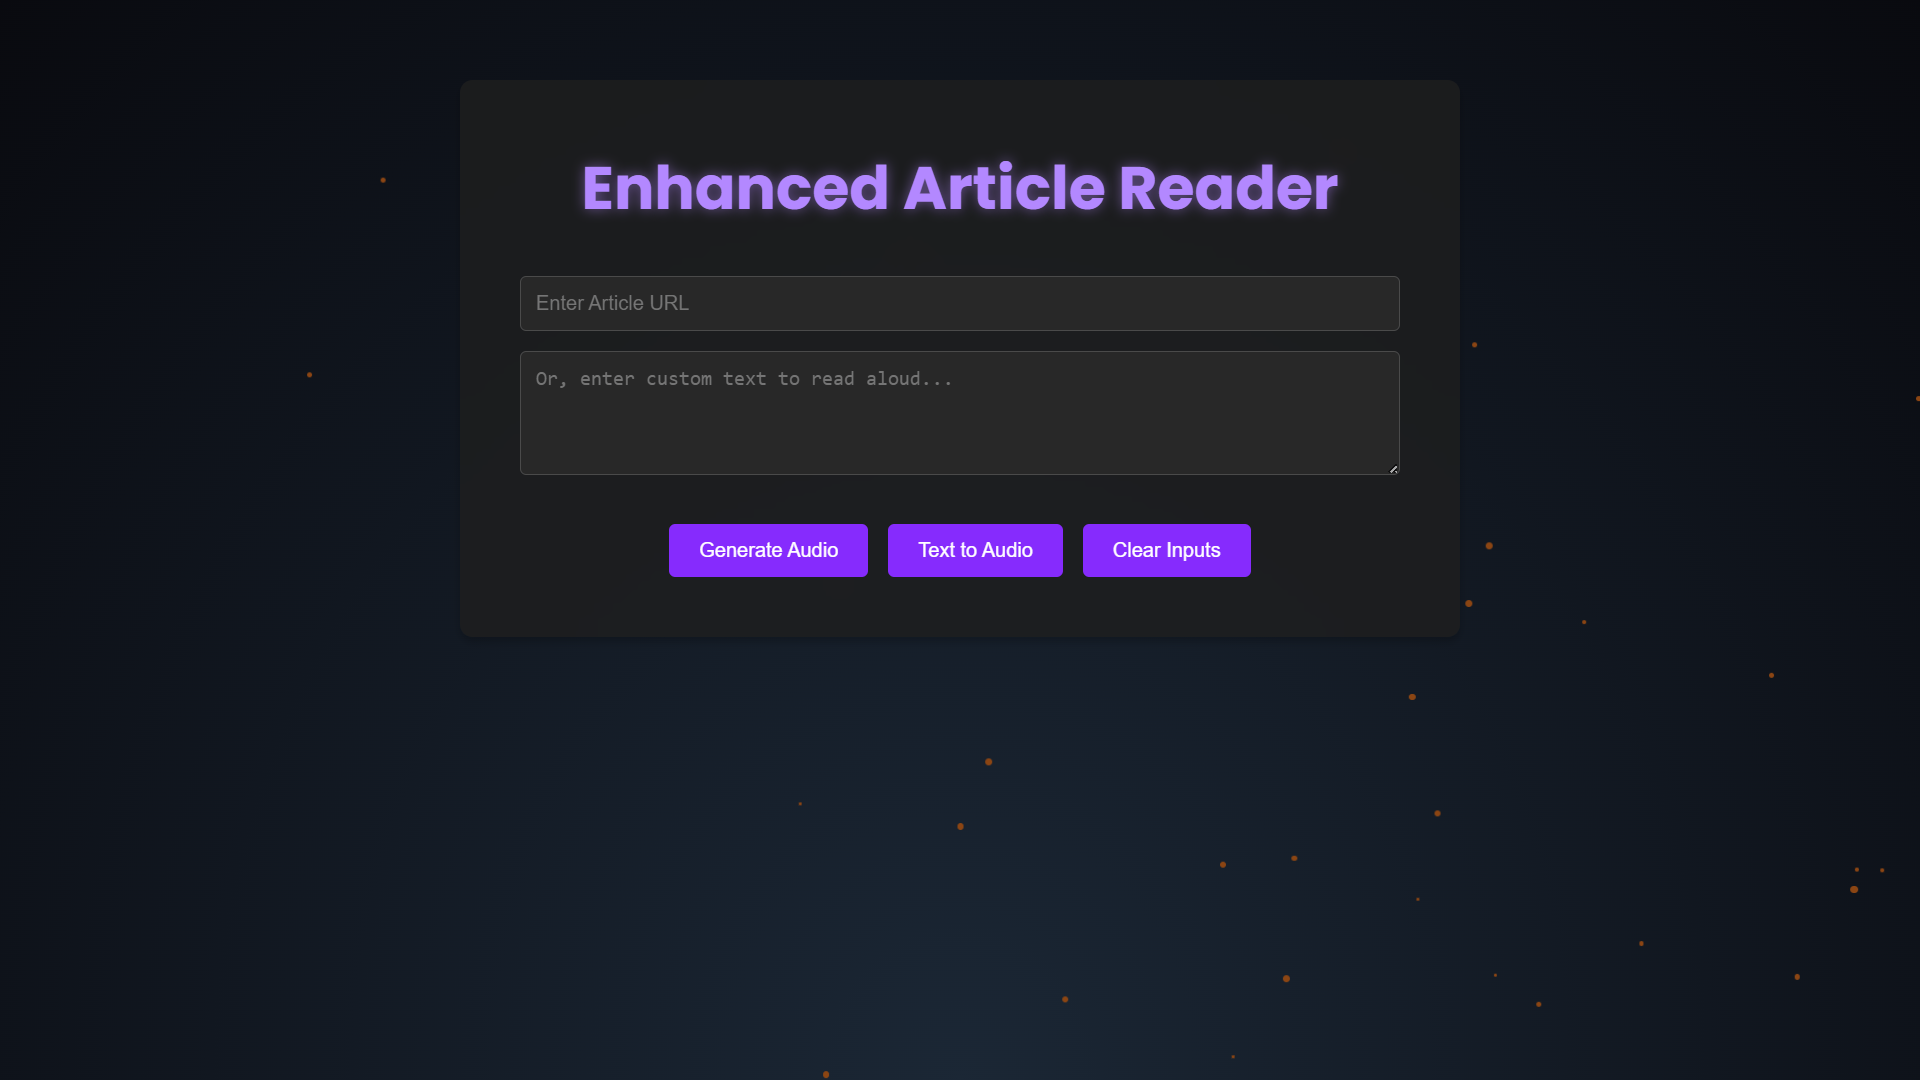 Enhanced Article Reader
Enter Article URL
Or, enter custom text to read aloud...
Generate Audio
Text to Audio
Clear Inputs